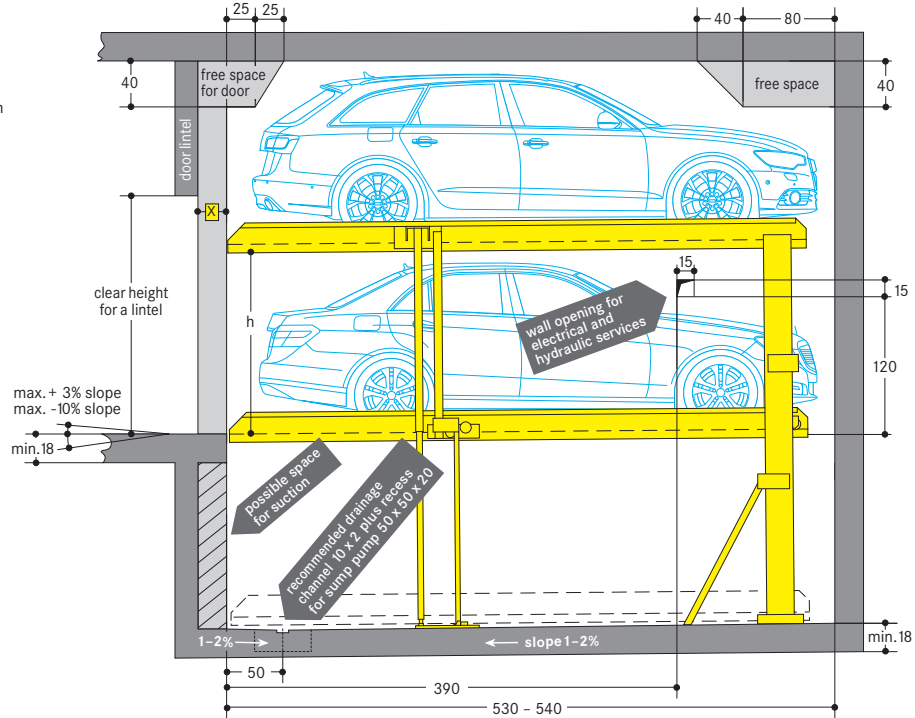 25
25
40
80
40
free space
for door
free space
40
n
door lintel
X
15
15
clear height
for a lintel
h
wall opening for
electrical and
hydraulic services
120
max. + 3% slope
max. -10% slope
min.18
possible space
for suction
recommended drainage
channel 10 x 2 plus recess
for sump pump 50 x 50 x 20
1–2%
slope 1–2%
min.18
50
390
530 – 540